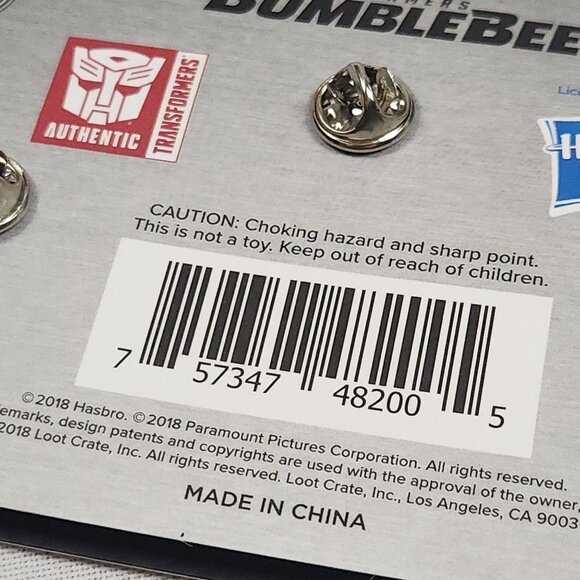 BUMBLEBEE
AUTHENTIC
TRANSFORMERS
CAUTION: Choking hazard and sharp point.
This is not a toy. Keep out of reach of children.
7 57347 48200 5
©2018 Hasbro. ©2018 Paramount Pictures Corporation. All rights reserved.
design patents and copyrights are used with the approval of the owner
2018 Loot Crate, Inc. All rights reserved. Loot Crate, Inc., Los Angeles, CA 9003
MADE IN CHINA